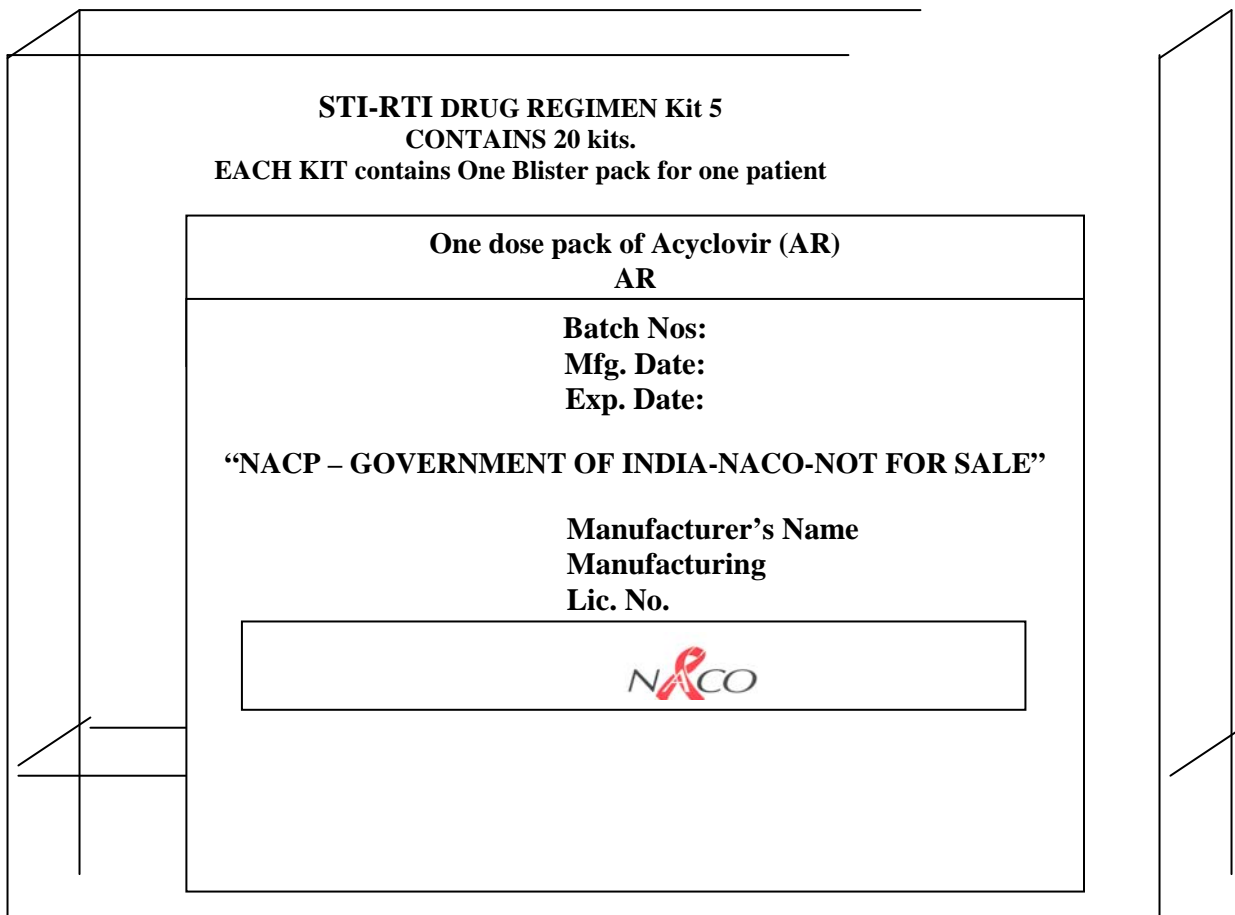 STI-RTI DRUG REGIMEN Kit 5
CONTAINS 20 kits.
EACH KIT contains One Blister pack for one patient
One dose pack of Acyclovir (AR)
AR
Batch Nos:
Mfg. Date:
Exp. Date:
“NACP – GOVERNMENT OF INDIA-NACO-NOT FOR SALE”
Manufacturer’s Name
Manufacturing
Lic. No.
NACO